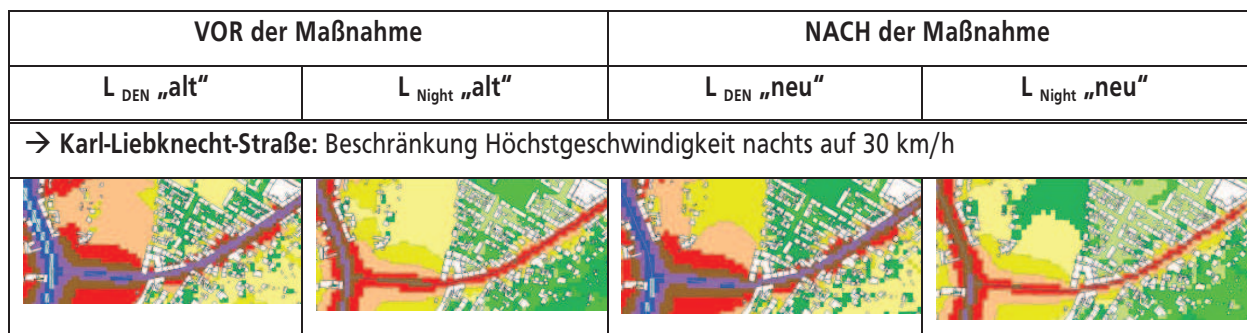 VOR der Maßnahme NACH der Maßnahme
L DEN „alt“ L Night „alt“ L DEN „neu“ L Night „neu“
→ Karl-Liebknecht-Straße: Beschränkung Höchstgeschwindigkeit nachts auf 30 km/h